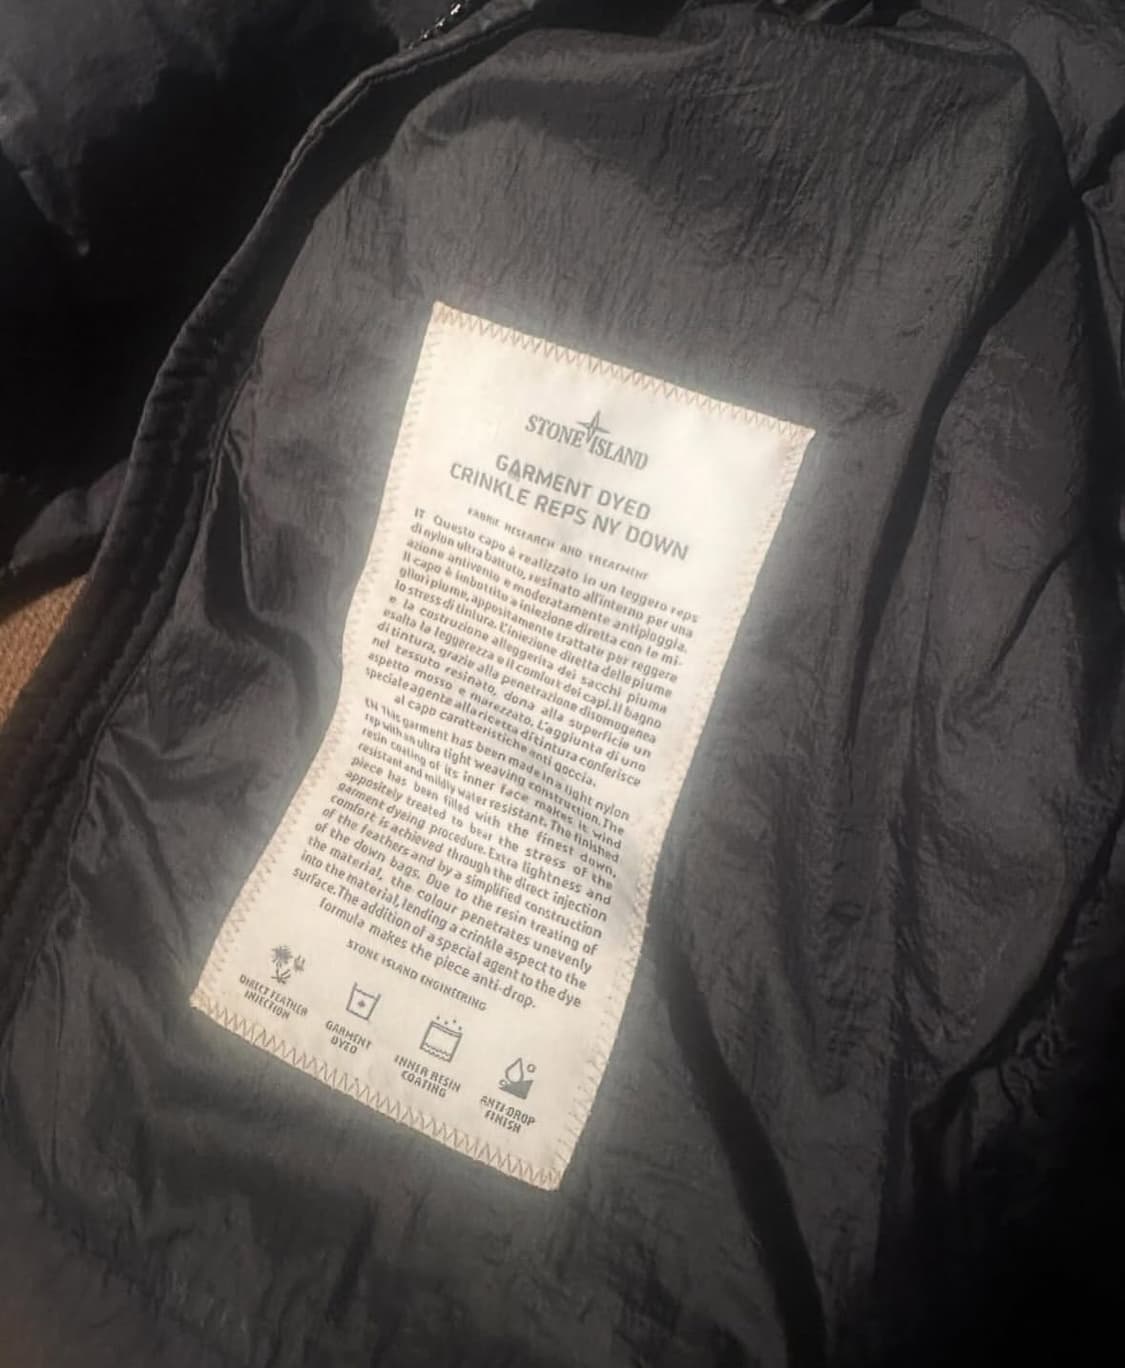 STONE ISLAND
GARMENT DYED
CRINKLE REPS NY DOWN
FABRIC RESEARCH AND TREATMENT
IT Questo capo è realizzato in un leggero reps
di nylon ultra battuto, resinato all'interno per una
azione antivento e moderatamente antipioggia.
Il capo è imbottito a iniezione diretta con le mi-
gliori piume, appositamente trattate per reggere
lo stress di tintura. L'iniezione diretta delle piume
e la costruzione alleggerita dei sacchi piuma
esalta la leggerezza e il comfort dei capi. Il bagno
di tintura, grazie alla penetrazione disomogenea
nel tessuto resinato, dona alla superficie un
aspetto mosso e marezzato. L'aggiunta di uno
speciale agente alla ricetta di tintura conferisce
al capo caratteristiche anti goccia.
EN This garment has been made in a light nylon
rep with an ultra tight weaving construction. The
resin coating of its inner face makes it wind
resistant and mildly water resistant. The finished
piece has been filled with the finest down,
appositely treated to bear the stress of the
garment dyeing procedure. Extra lightness and
comfort is achieved through the direct injection
of the feathers and by a simplified construction
of the down bags. Due to the resin treating of
the material, the colour penetrates unevenly
into the material, lending a crinkle aspect to the
surface. The addition of a special agent to the dye
formula makes the piece anti-drop.
STONE ISLAND ENGINEERING
DIRECT FEATHER
INJECTION
GARMENT
DYED
INNER RESIN
COATING
ANTI-DROP
FINISH